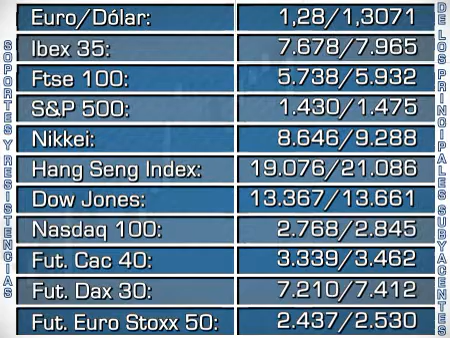 SOPORTES Y RESISTENCIAS
Euro/Dólar: 1,28/1,3071
Ibex 35: 7.678/7.965
Ftse 100: 5.738/5.932
S&P 500: 1.430/1.475
Nikkei: 8.646/9.288
Hang Seng Index: 19.076/21.086
Dow Jones: 13.367/13.661
Nasdaq 100: 2.768/2.845
Fut. Cac 40: 3.339/3.462
Fut. Dax 30: 7.210/7.412
Fut. Euro Stoxx 50: 2.437/2.530
DE LOS PRINCIPALES SUBYACENTES